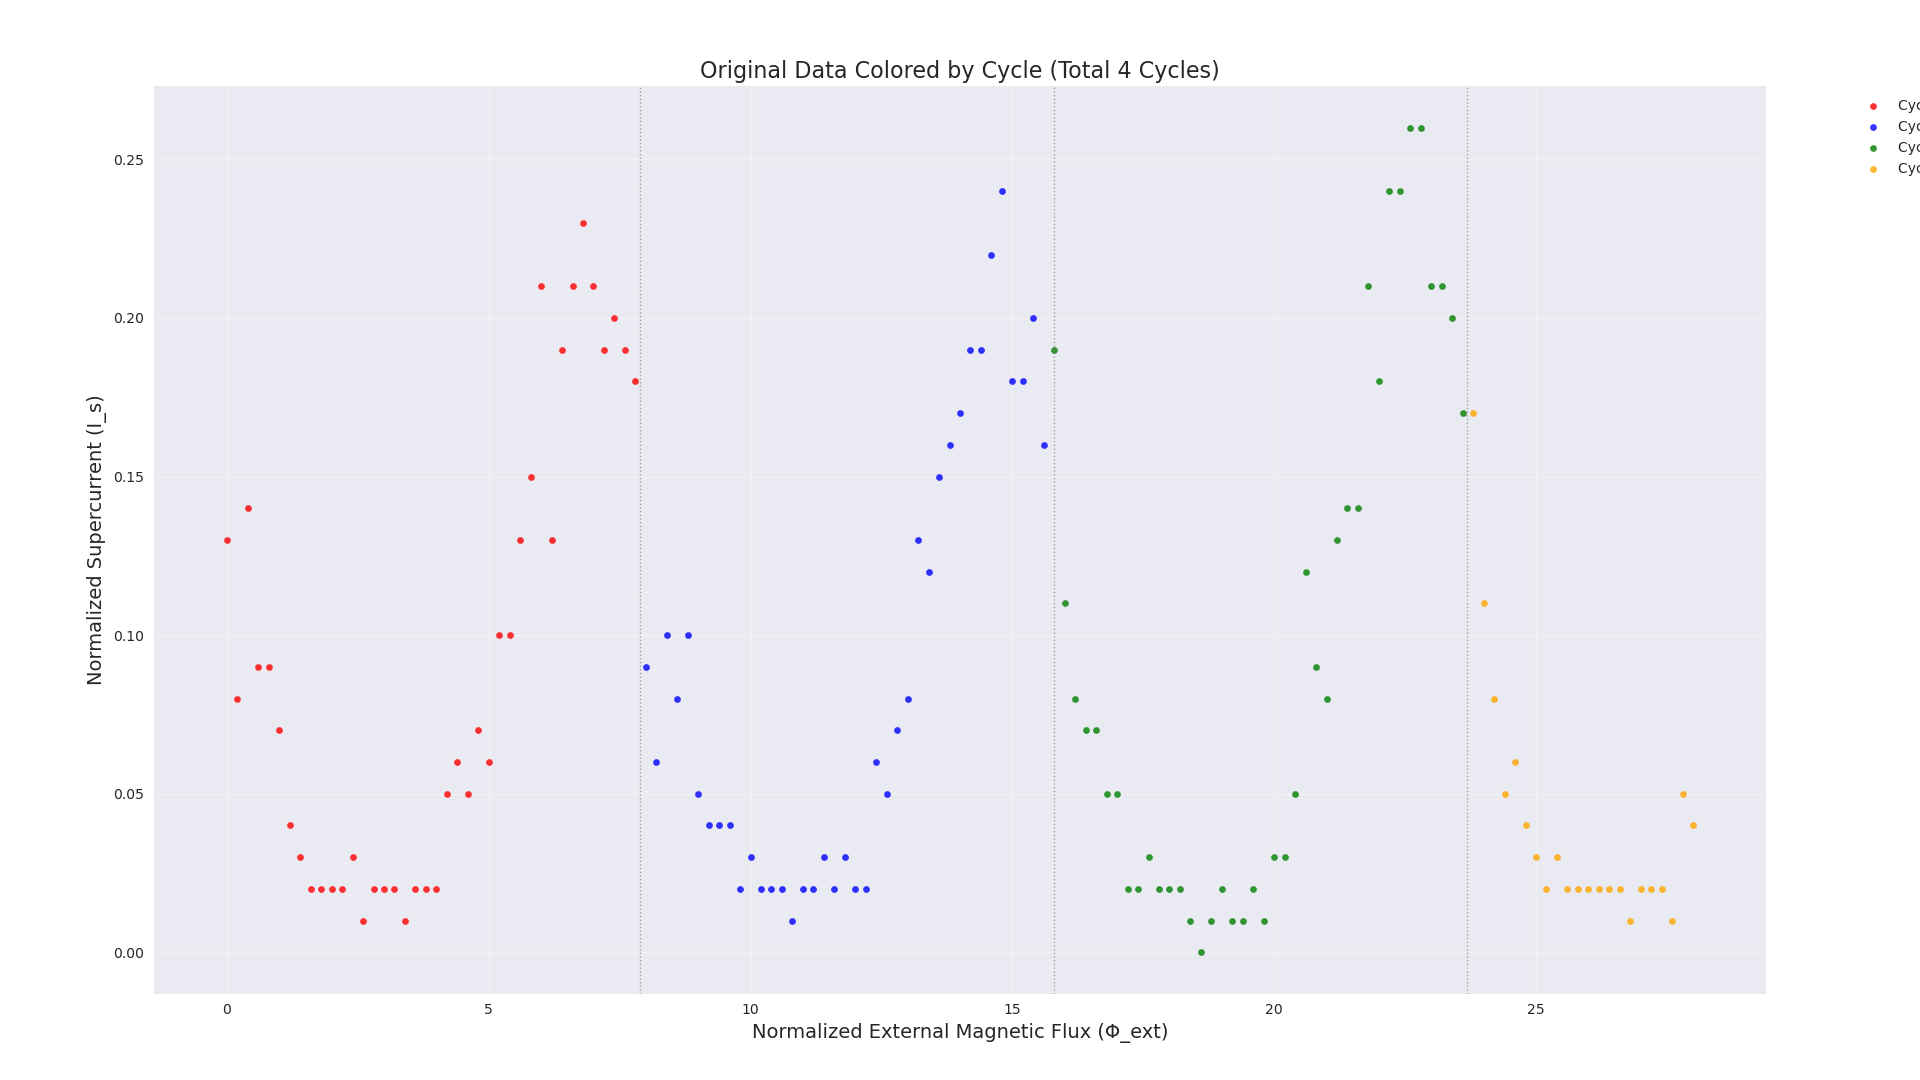 Original Data Colored by Cycle (Total 4 Cycles)
Cyc
Cyc
Cyc
Cyc
0.25
0.20
0.15
0.10
0.05
0.00
Normalized Supercurrent (I_s)
0 5 10 15 20 25
Normalized External Magnetic Flux (Φ_ext)